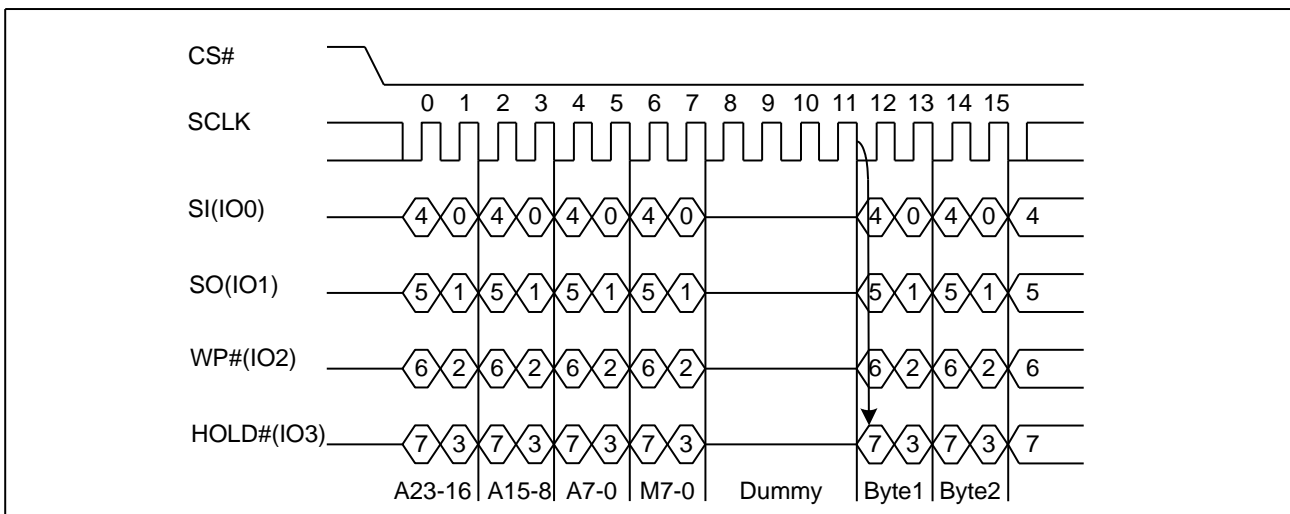 CS#
0 1 2 3 4 5 6 7 8 9 10 11 12 13 14 15
SCLK
SI(IO0) 4 0 4 0 4 0 4 0 4 0 4 0 4
SO(IO1) 5 1 5 1 5 1 5 1 5 1 5 1 5
WP#(IO2) 6 2 6 2 6 2 6 2 6 2 6 2 6
HOLD#(IO3) 7 3 7 3 7 3 7 3 7 3 7 3 7
A23-16 A15-8 A7-0 M7-0 Dummy Byte1 Byte2